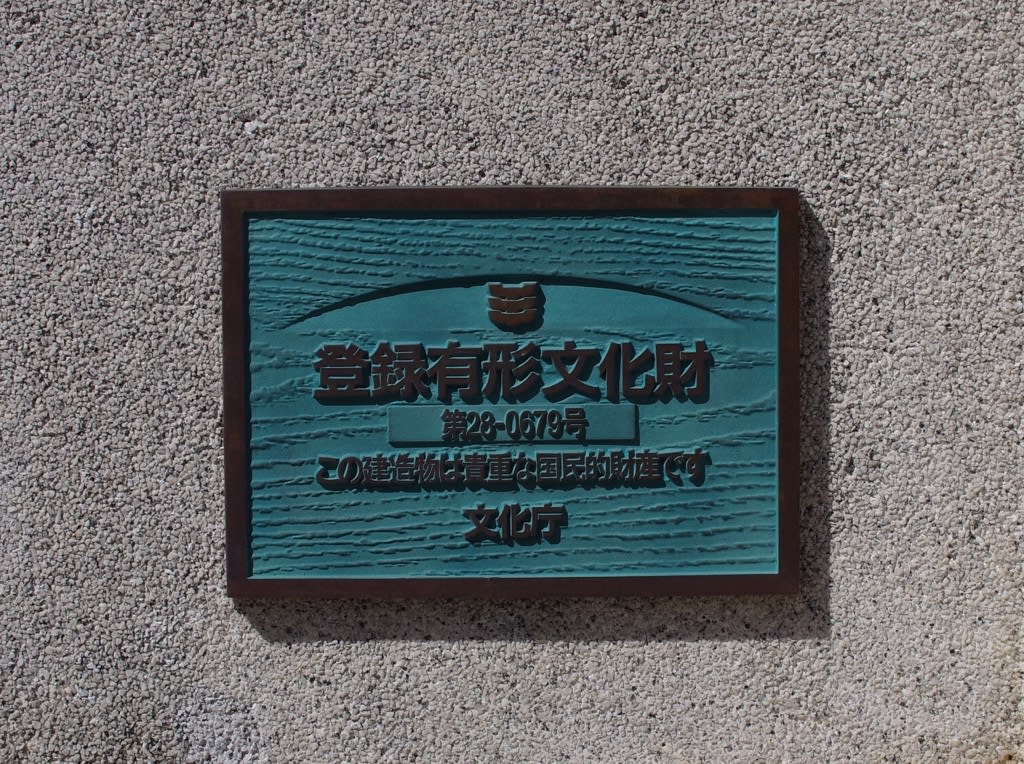 登録有形文化財
第28-0679号
この建造物は貴重な国民的財産です
文化庁